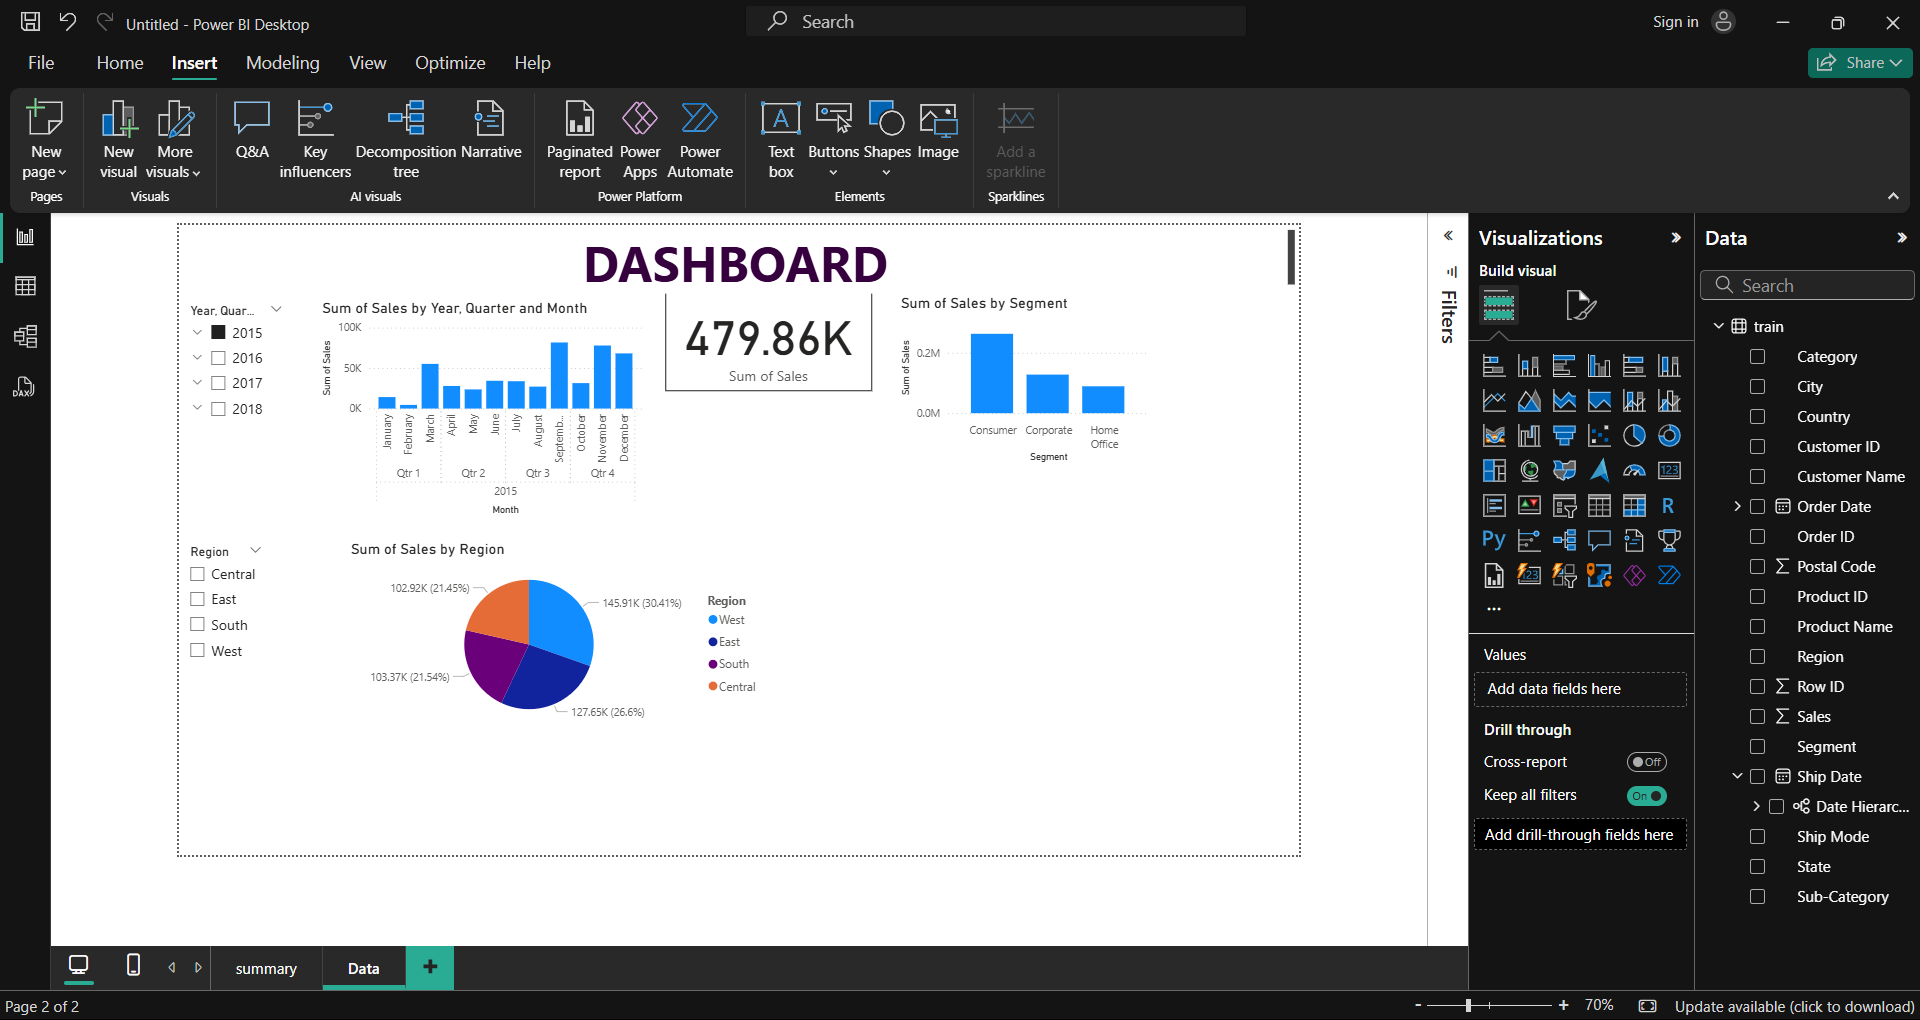 Untitled - Power BI Desktop
Search
Sign in
File
Home
Insert
Modeling
View
Optimize
Help
Share
New page
New visual
More visuals
Q&A
Key influencers
Decomposition tree
Narrative
Paginated report
Power Apps
Power Automate
Text box
Buttons
Shapes
Image
Add a sparkline
Pages
Visuals
AI visuals
Power Platform
Elements
Sparklines
DAX
DASHBOARD
Year, Quar...
2015
2016
2017
2018
Sum of Sales by Year, Quarter and Month
Sum of Sales
100K
50K
0K
January
February
March
April
May
June
July
August
Septemb...
October
November
December
Qtr 1
Qtr 2
Qtr 3
Qtr 4
2015
Month
479.86K
Sum of Sales
Sum of Sales by Segment
Sum of Sales
0.2M
0.0M
Consumer
Corporate
Home
Office
Segment
Region
Central
East
South
West
Sum of Sales by Region
102.92K (21.45%)
145.91K (30.41%)
103.37K (21.54%)
127.65K (26.6%)
Region
West
East
South
Central
Filters
Visualizations
Build visual
123
R
Py
123
Values
Add data fields here
Drill through
Cross-report
Off
Keep all filters
On
Add drill-through fields here
Data
Search
train
Category
City
Country
Customer ID
Customer Name
Order Date
Order ID
Postal Code
Product ID
Product Name
Region
Row ID
Sales
Segment
Ship Date
Date Hierarc...
Ship Mode
State
Sub-Category
summary
Data
Page 2 of 2
70%
Update available (click to download)